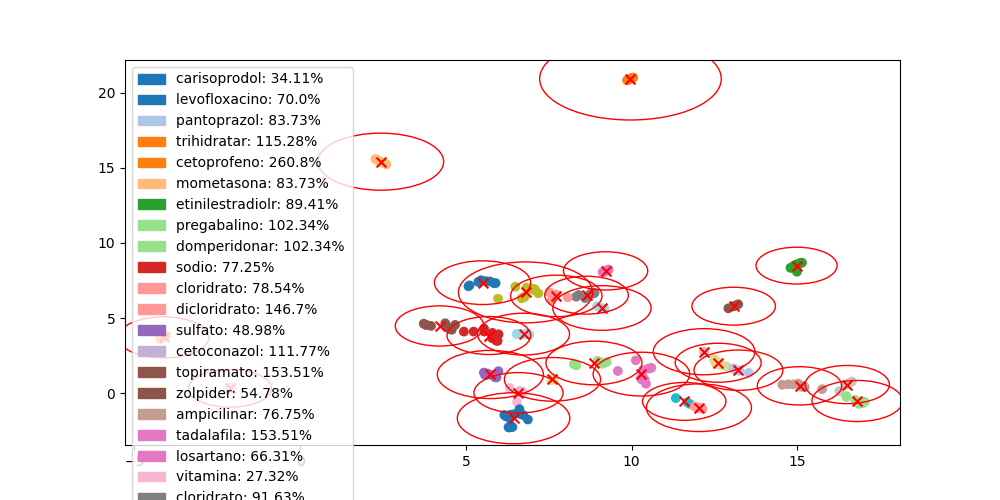 20
15
10
5
0
carisoprodol: 34.11%
levofloxacino: 70.0%
pantoprazol: 83.73%
trihidratar: 115.28%
cetoprofeno: 260.8%
mometasona: 83.73%
etinilestradiolr: 89.41%
pregabalino: 102.34%
domperidonar: 102.34%
sodio: 77.25%
cloridrato: 78.54%
dicloridrato: 146.7%
sulfato: 48.98%
cetoconazol: 111.77%
topiramato: 153.51%
zolpider: 54.78%
ampicilinar: 76.75%
tadalafila: 153.51%
losartano: 66.31%
vitamina: 27.32%
cloridrato: 91.63%
−5 0 5 10 15